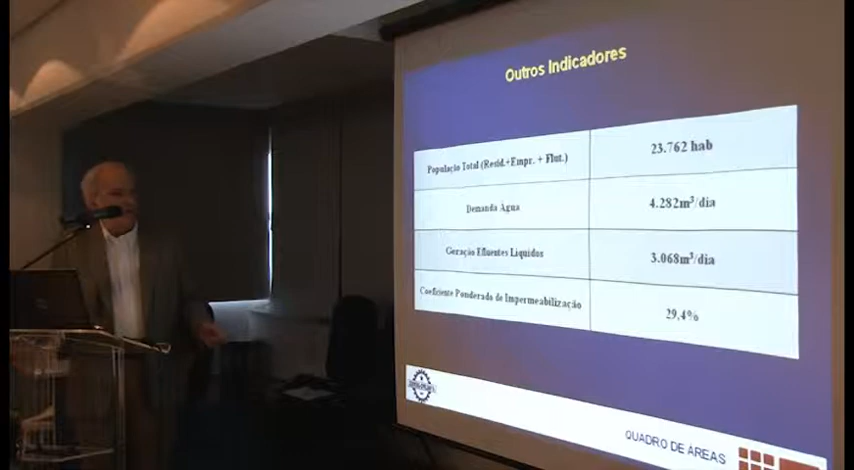 Outros Indicadores
População Total (Resid.+Empr. + Flut.) 23.762 hab
Demanda Água 4.282m³/dia
Geração Efluentes Líquidos 3.068m³/dia
Coeficiente Ponderado de Impermeabilização 29,4%
QUADRO DE ÁREAS